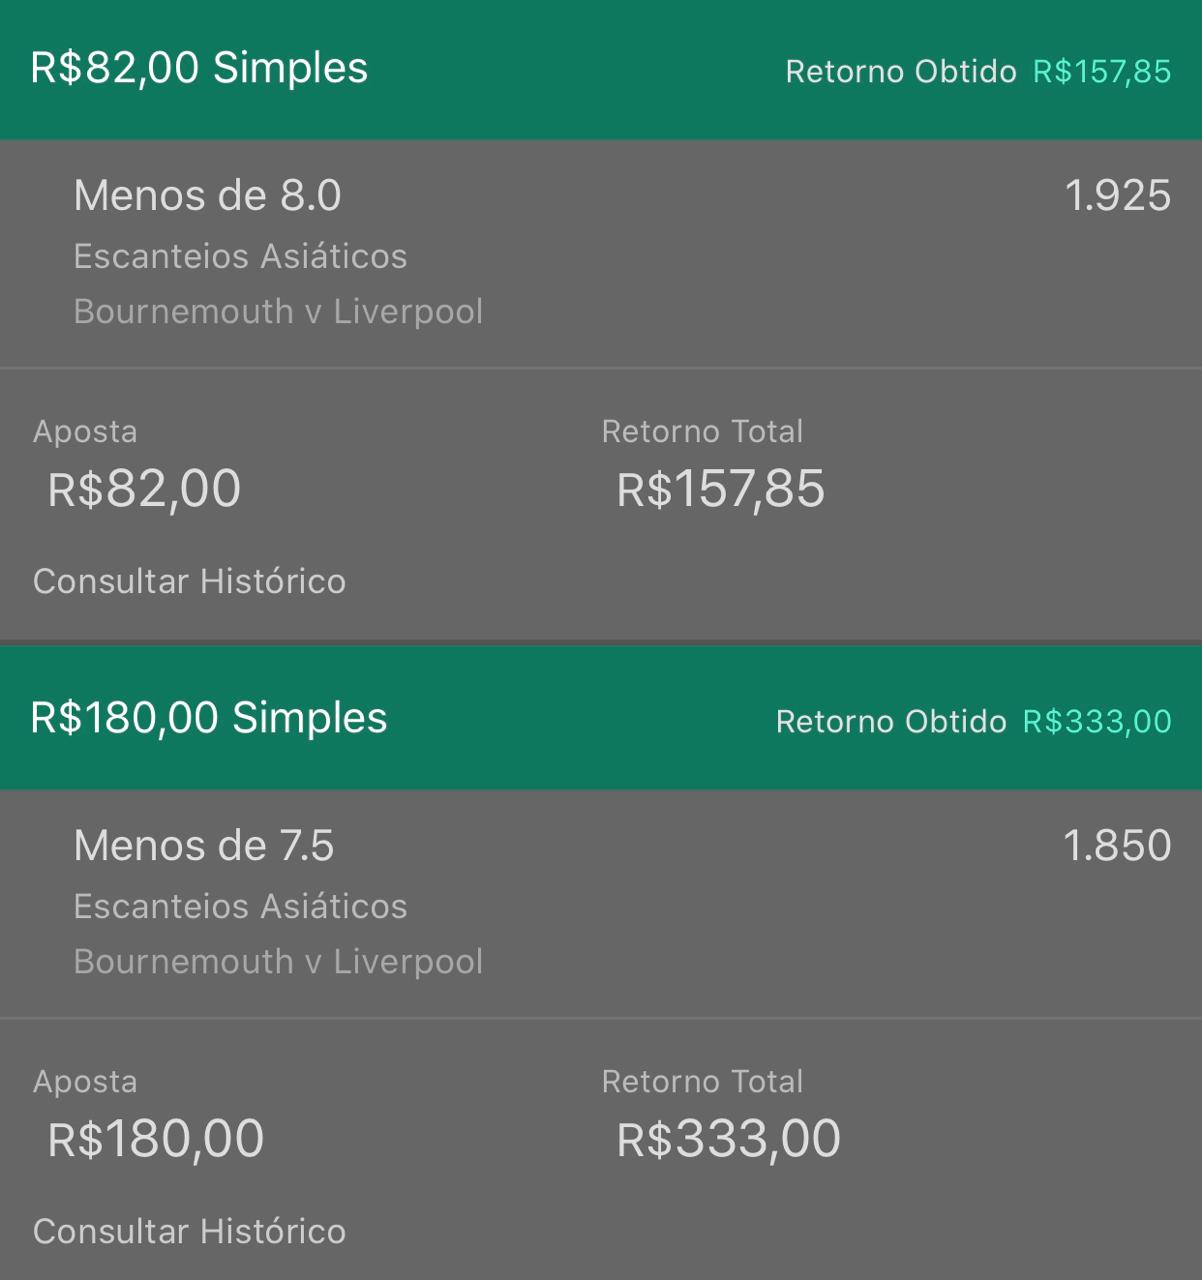 R$82,00 Simples Retorno Obtido R$157,85
Menos de 8.0 1.925
Escanteios Asiáticos
Bournemouth v Liverpool
Aposta Retorno Total
R$82,00 R$157,85
Consultar Histórico
R$180,00 Simples Retorno Obtido R$333,00
Menos de 7.5 1.850
Escanteios Asiáticos
Bournemouth v Liverpool
Aposta Retorno Total
R$180,00 R$333,00
Consultar Histórico